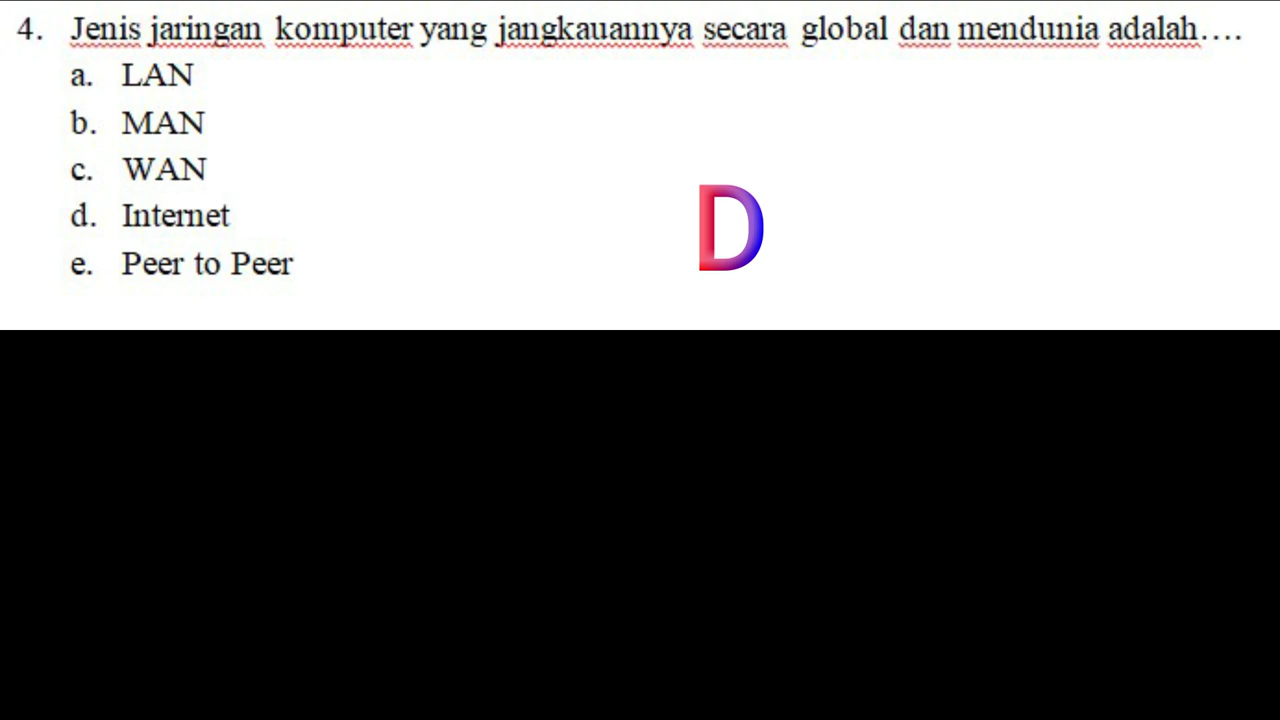 4. Jenis jaringan komputer yang jangkauannya secara global dan mendunia adalah....
a. LAN
b. MAN
c. WAN
d. Internet
e. Peer to Peer
D